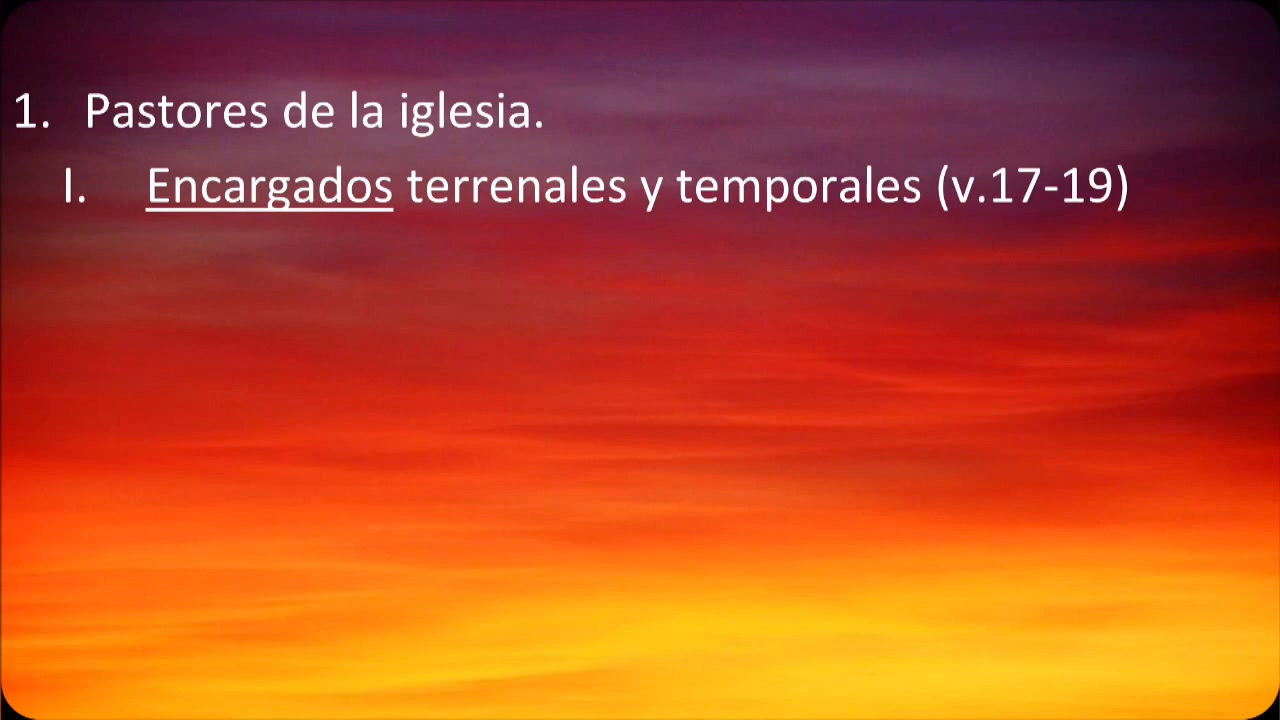 1. Pastores de la iglesia.
I. Encargados terrenales y temporales (v.17-19)